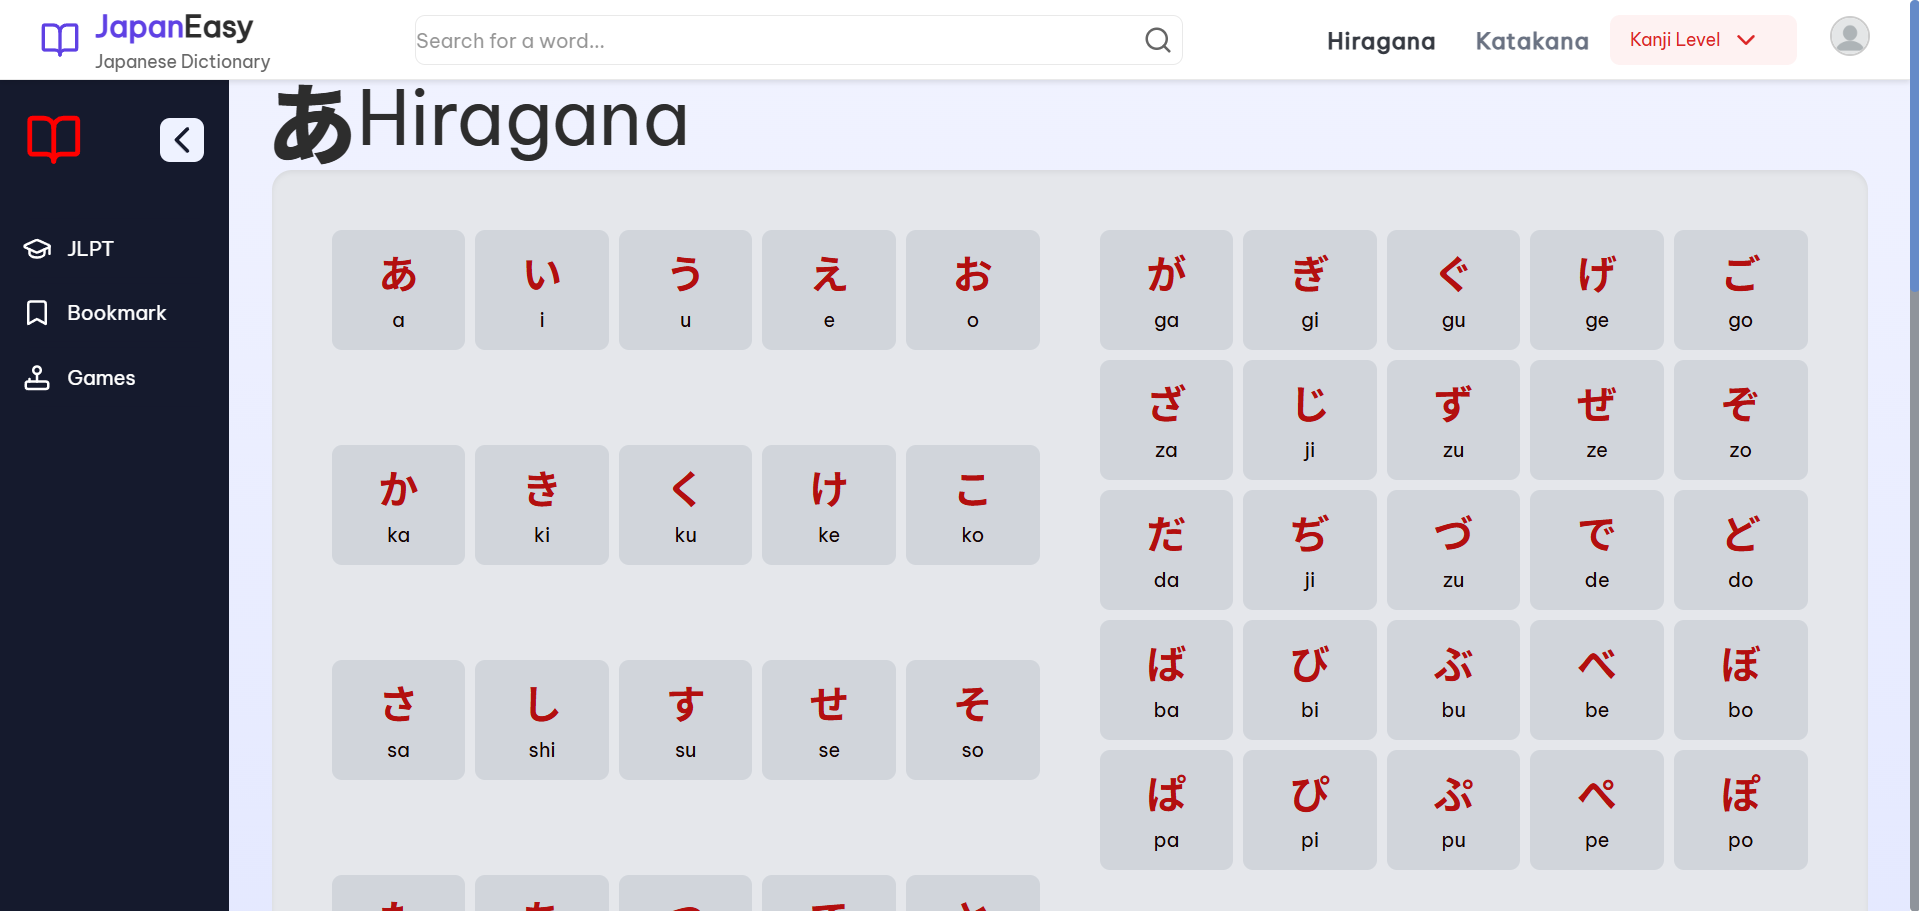 JapanEasy
Japanese Dictionary
Search for a word...
Hiragana
Katakana
Kanji Level
JLPT
Bookmark
Games
あHiragana
あ い う え お
a i u e o
か き く け こ
ka ki ku ke ko
さ し す せ そ
sa shi su se so
が ぎ ぐ げ ご
ga gi gu ge go
ざ じ ず ぜ ぞ
za ji zu ze zo
だ ぢ づ で ど
da ji zu de do
ば び ぶ べ ぼ
ba bi bu be bo
ぱ ぴ ぷ ぺ ぽ
pa pi pu pe po